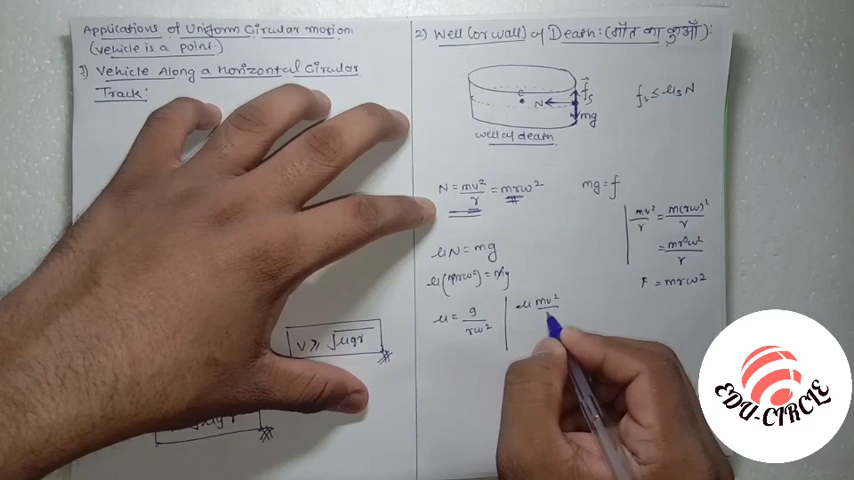 Applications of Uniform Circular motion:
(vehicle is a point)
1) Vehicle Along a horizontal Circular
Track:
V ⩾ √μgr
2) Well (or wall) of Death: (मौत का कुआँ):
C
N
f⃗s
mg
well of death
fs ≤ μs N
N = mv²/r = mrω²
mg = f
μN = mg
μ(mrω²) = mg
μ = g/rω²
μ mv²
mv²/r = m(rω)²/r
= mr²ω²/r
F = mrω²
EDU-CIRCLE